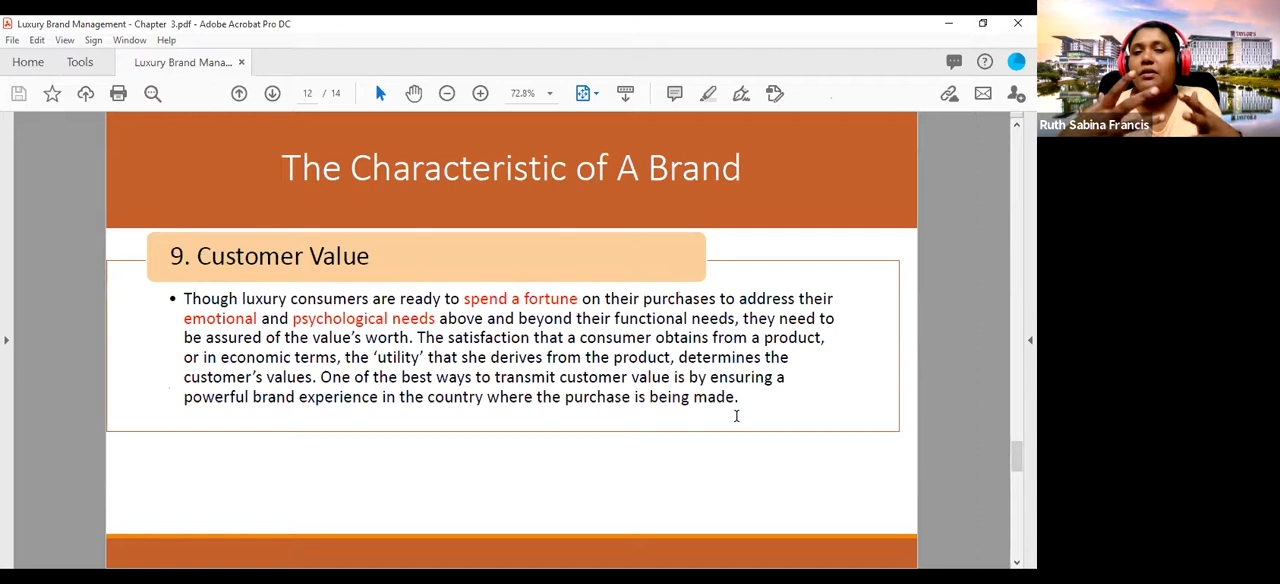 Luxury Brand Management - Chapter 3.pdf - Adobe Acrobat Pro DC
File Edit View Sign Window Help
Home Tools Luxury Brand Mana... ×
12 / 14 72.8%
The Characteristic of A Brand
9. Customer Value
• Though luxury consumers are ready to spend a fortune on their purchases to address their
emotional and psychological needs above and beyond their functional needs, they need to
be assured of the value’s worth. The satisfaction that a consumer obtains from a product,
or in economic terms, the ‘utility’ that she derives from the product, determines the
customer’s values. One of the best ways to transmit customer value is by ensuring a
powerful brand experience in the country where the purchase is being made.
Ruth Sabina Francis